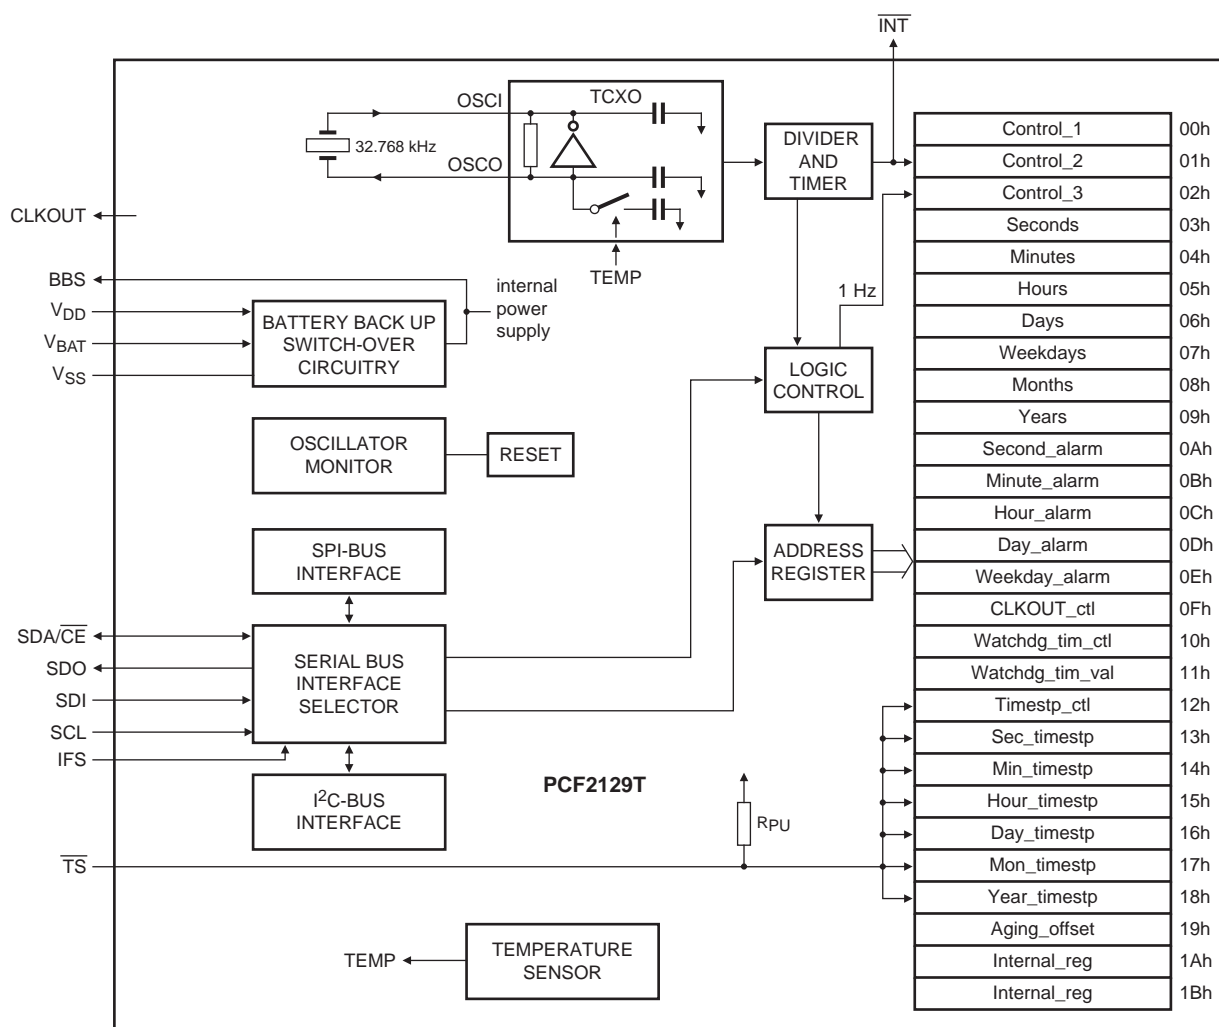 INT
OSCI
TCXO
32.768 kHz
OSCO
TEMP
DIVIDER
AND
TIMER
CLKOUT
BBS
VDD
VBAT
VSS
BATTERY BACK UP
SWITCH-OVER
CIRCUITRY
internal
power
supply
1 Hz
LOGIC
CONTROL
OSCILLATOR
MONITOR
RESET
SPI-BUS
INTERFACE
ADDRESS
REGISTER
SDA/CE
SDO
SDI
SCL
IFS
SERIAL BUS
INTERFACE
SELECTOR
I2C-BUS
INTERFACE
PCF2129T
RPU
TS
TEMP
TEMPERATURE
SENSOR
Control_1 00h
Control_2 01h
Control_3 02h
Seconds 03h
Minutes 04h
Hours 05h
Days 06h
Weekdays 07h
Months 08h
Years 09h
Second_alarm 0Ah
Minute_alarm 0Bh
Hour_alarm 0Ch
Day_alarm 0Dh
Weekday_alarm 0Eh
CLKOUT_ctl 0Fh
Watchdg_tim_ctl 10h
Watchdg_tim_val 11h
Timestp_ctl 12h
Sec_timestp 13h
Min_timestp 14h
Hour_timestp 15h
Day_timestp 16h
Mon_timestp 17h
Year_timestp 18h
Aging_offset 19h
Internal_reg 1Ah
Internal_reg 1Bh